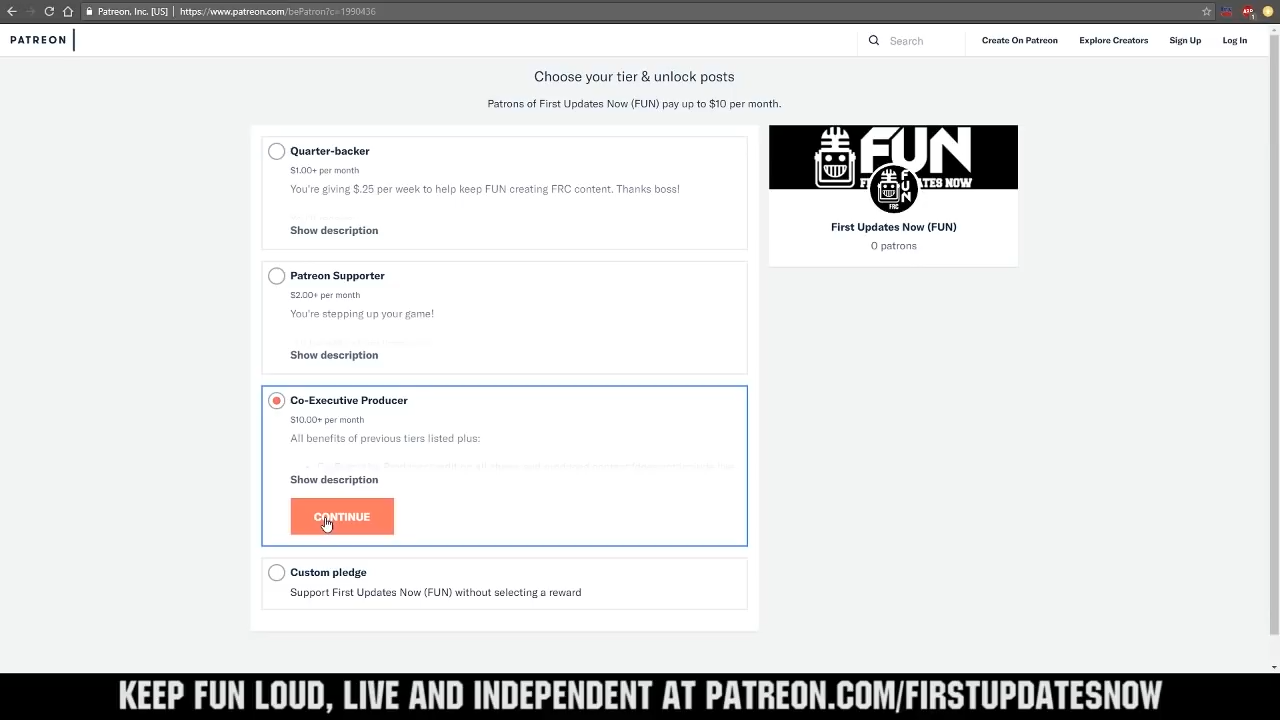 Patreon, Inc. [US] | https://www.patreon.com/bePatron?c=1990436
PATREON
Search
Create On Patreon
Explore Creators
Sign Up
Log In
Choose your tier & unlock posts
Patrons of First Updates Now (FUN) pay up to $10 per month.
Quarter-backer
$1.00+ per month
You're giving $.25 per week to help keep FUN creating FRC content. Thanks boss!
Show description
Patreon Supporter
$2.00+ per month
You're stepping up your game!
Show description
Co-Executive Producer
$10.00+ per month
All benefits of previous tiers listed plus:
Show description
CONTINUE
Custom pledge
Support First Updates Now (FUN) without selecting a reward
FUN
UPDATES NOW
FUN
FRC
First Updates Now (FUN)
0 patrons
KEEP FUN LOUD, LIVE AND INDEPENDENT AT PATREON.COM/FIRSTUPDATESNOW